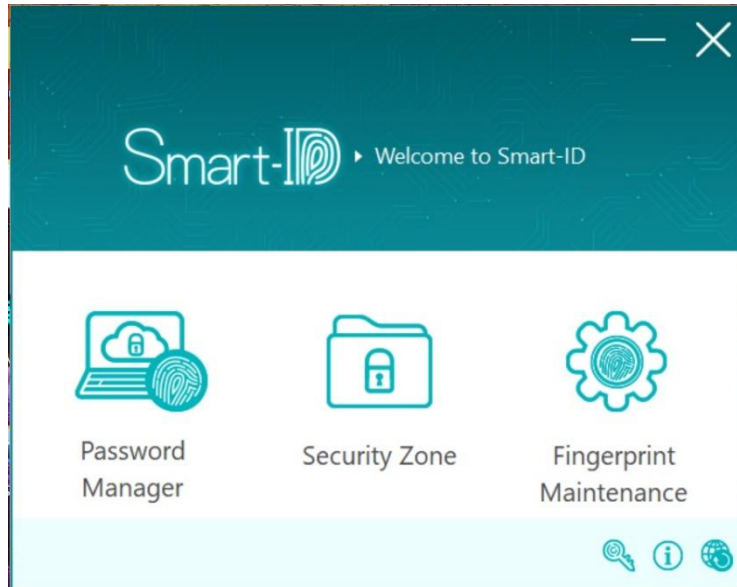 Smart-ID Welcome to Smart-ID
Password
Manager
Security Zone
Fingerprint
Maintenance